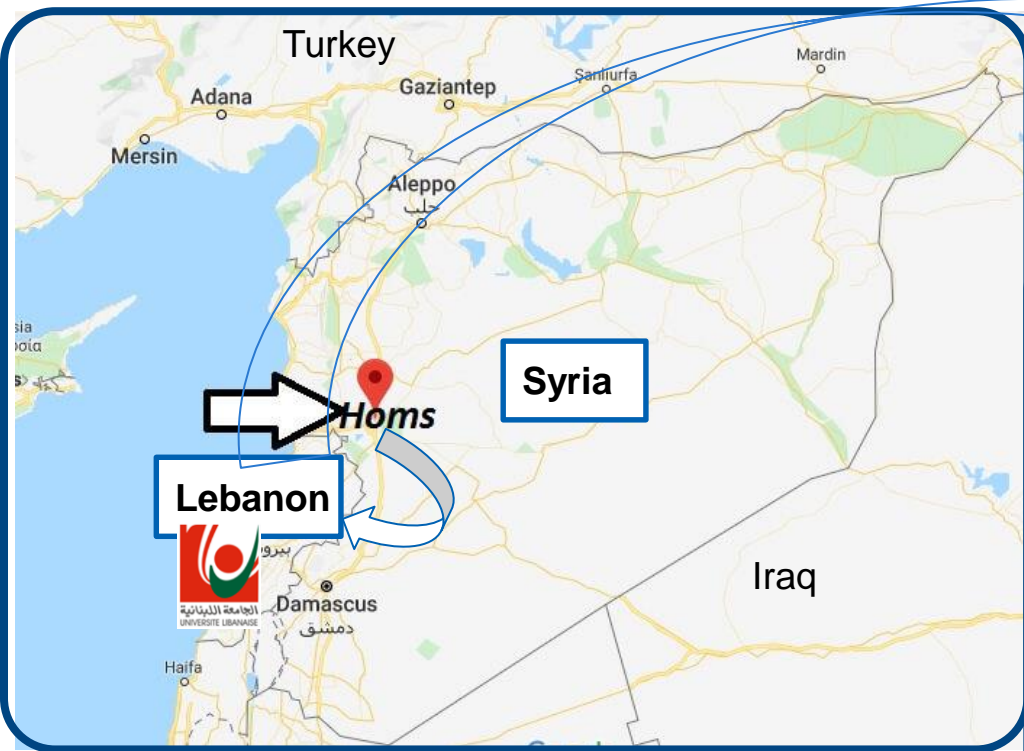 Turkey
Mardin
Şanlıurfa
Gaziantep
Adana
Mersin
Aleppo
حلب
Syria
Homs
Lebanon
الجامعة اللبنانية
UNIVERSITE LIBANAISE
Damascus
دمشق
Iraq
Haifa